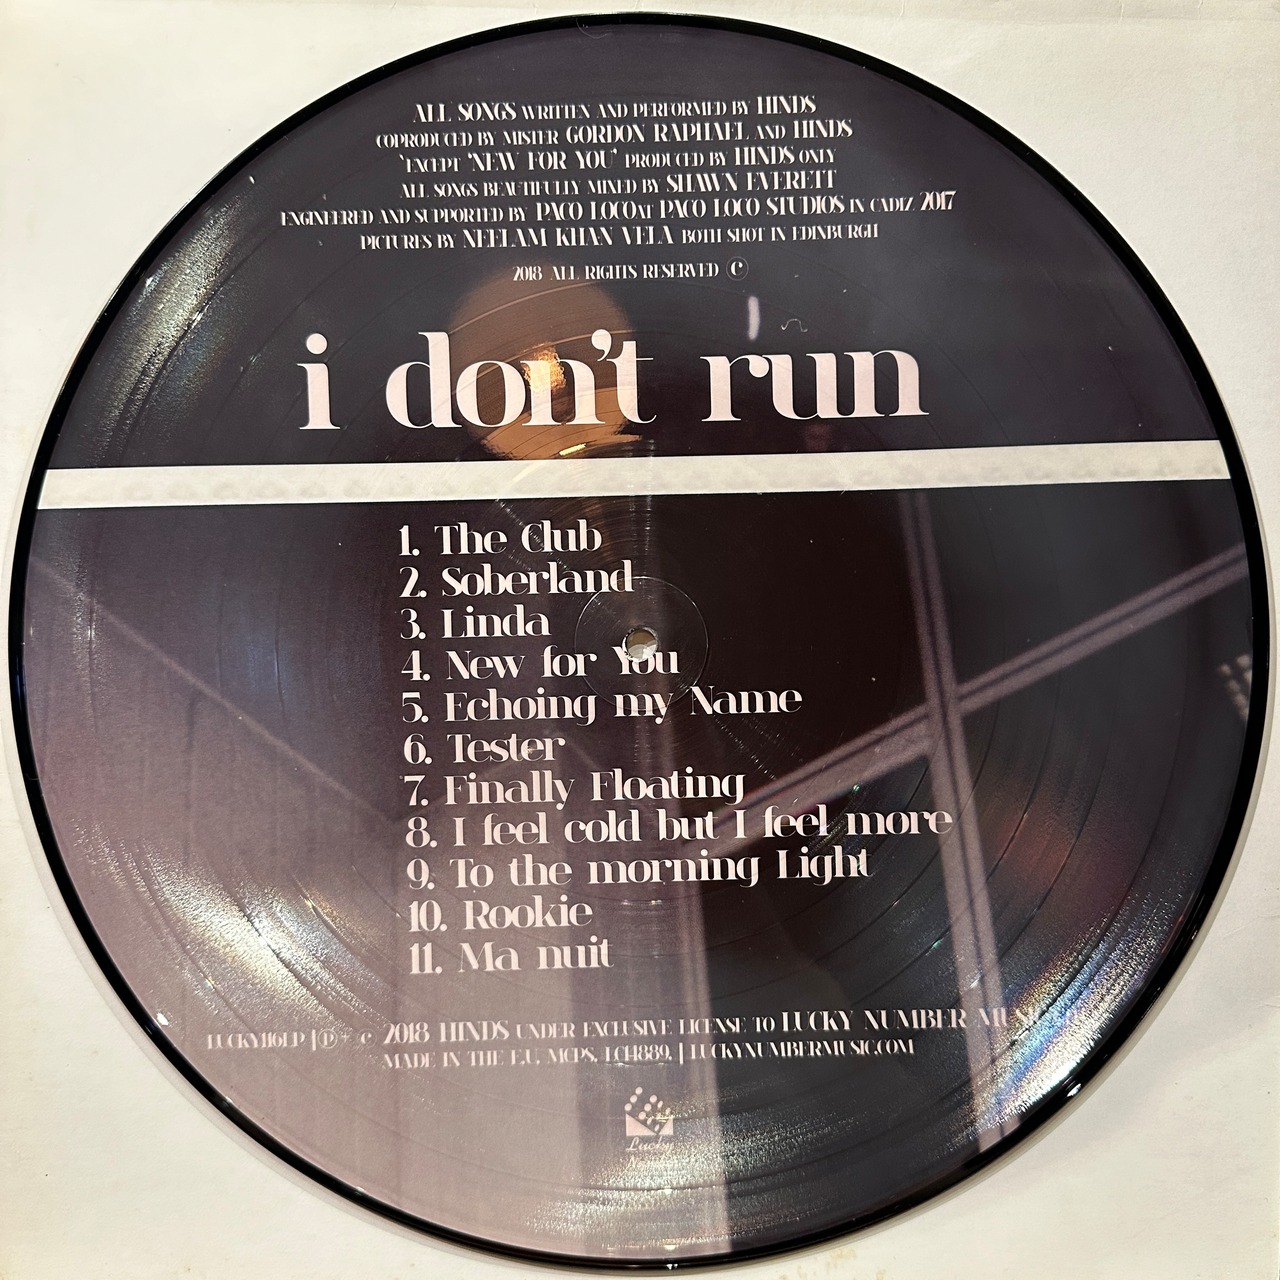 ALL SONGS WRITTEN AND PERFORMED BY HINDS
COPRODUCED BY MISTER GORDON RAPHAEL AND HINDS
'EXCEPT 'NEW FOR YOU' PRODUCED BY HINDS ONLY
ALL SONGS BEAUTIFULLY MIXED BY SHAWN EVERETT
ENGINEERED AND SUPPORTED BY PACO LOCO AT PACO LOCO STUDIOS IN CADIZ 2017
PICTURES BY NEELAM KHAN VELA BOTH SHOT IN EDINBURGH
2018 ALL RIGHTS RESERVED ©
i don't run
1. The Club
2. Soberland
3. Linda
4. New for You
5. Echoing my Name
6. Tester
7. Finally Floating
8. I feel cold but I feel more
9. To the morning Light
10. Rookie
11. Ma nuit
LUCKY116LP | ℗ + © 2018 HINDS UNDER EXCLUSIVE LICENSE TO LUCKY NUMBER
MADE IN THE E.U. MCPS. LC14889. | LUCKYNUMBERMUSIC.COM
Lucky